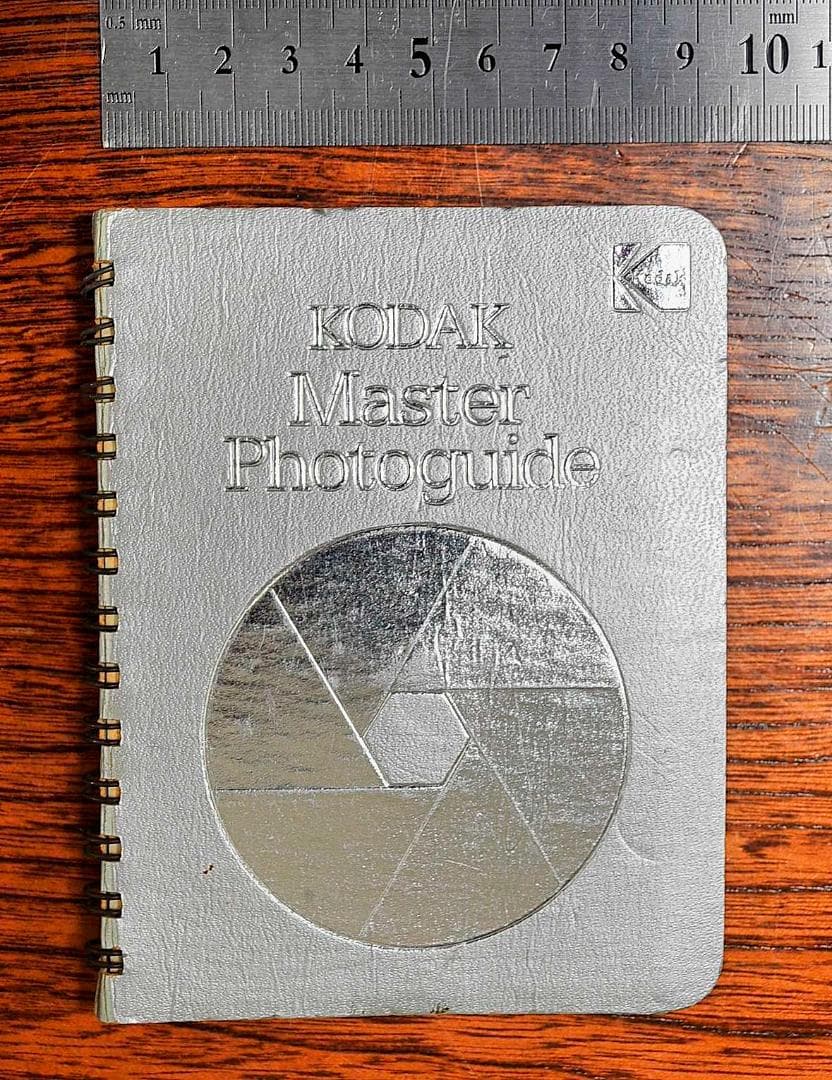 0.5 mm mm
1 2 3 4 5 6 7 8 9 10 1
mm
Kodak
KODAK
Master
Photoguide